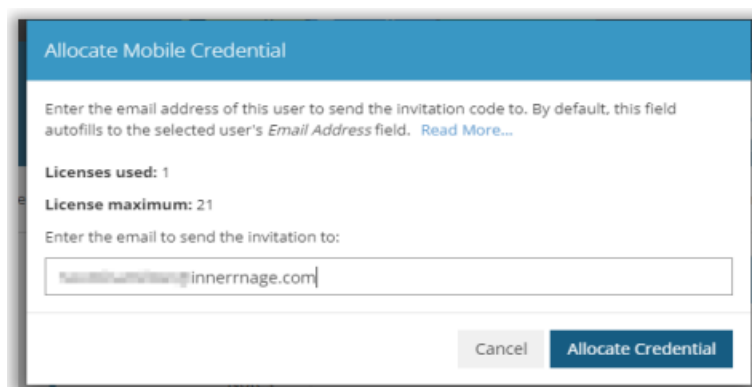 Allocate Mobile Credential
Enter the email address of this user to send the invitation code to. By default, this field
autofills to the selected user's Email Address field. Read More...
Licenses used: 1
License maximum: 21
Enter the email to send the invitation to:
innerrnage.com
Cancel Allocate Credential